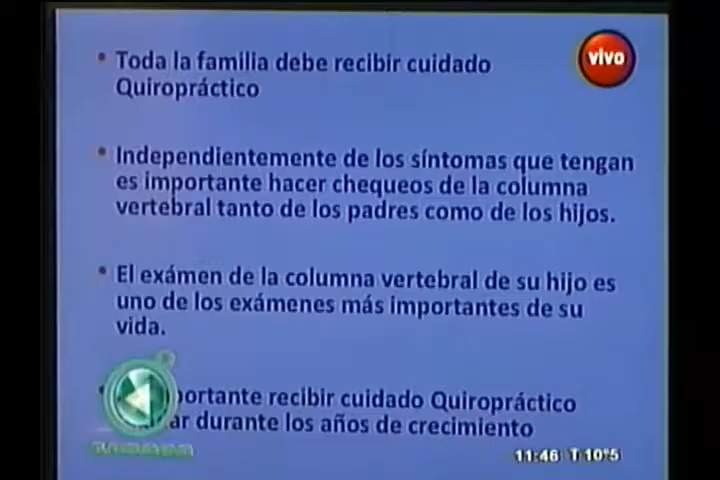 Toda la familia debe recibir cuidado
Quiropráctico
vivo
Independientemente de los síntomas que tengan
es importante hacer chequeos de la columna
vertebral tanto de los padres como de los hijos.
El exámen de la columna vertebral de su hijo es
uno de los exámenes más importantes de su
vida.
recibir cuidado Quiropráctico
durante los años de crecimiento
11:46 T 10°5